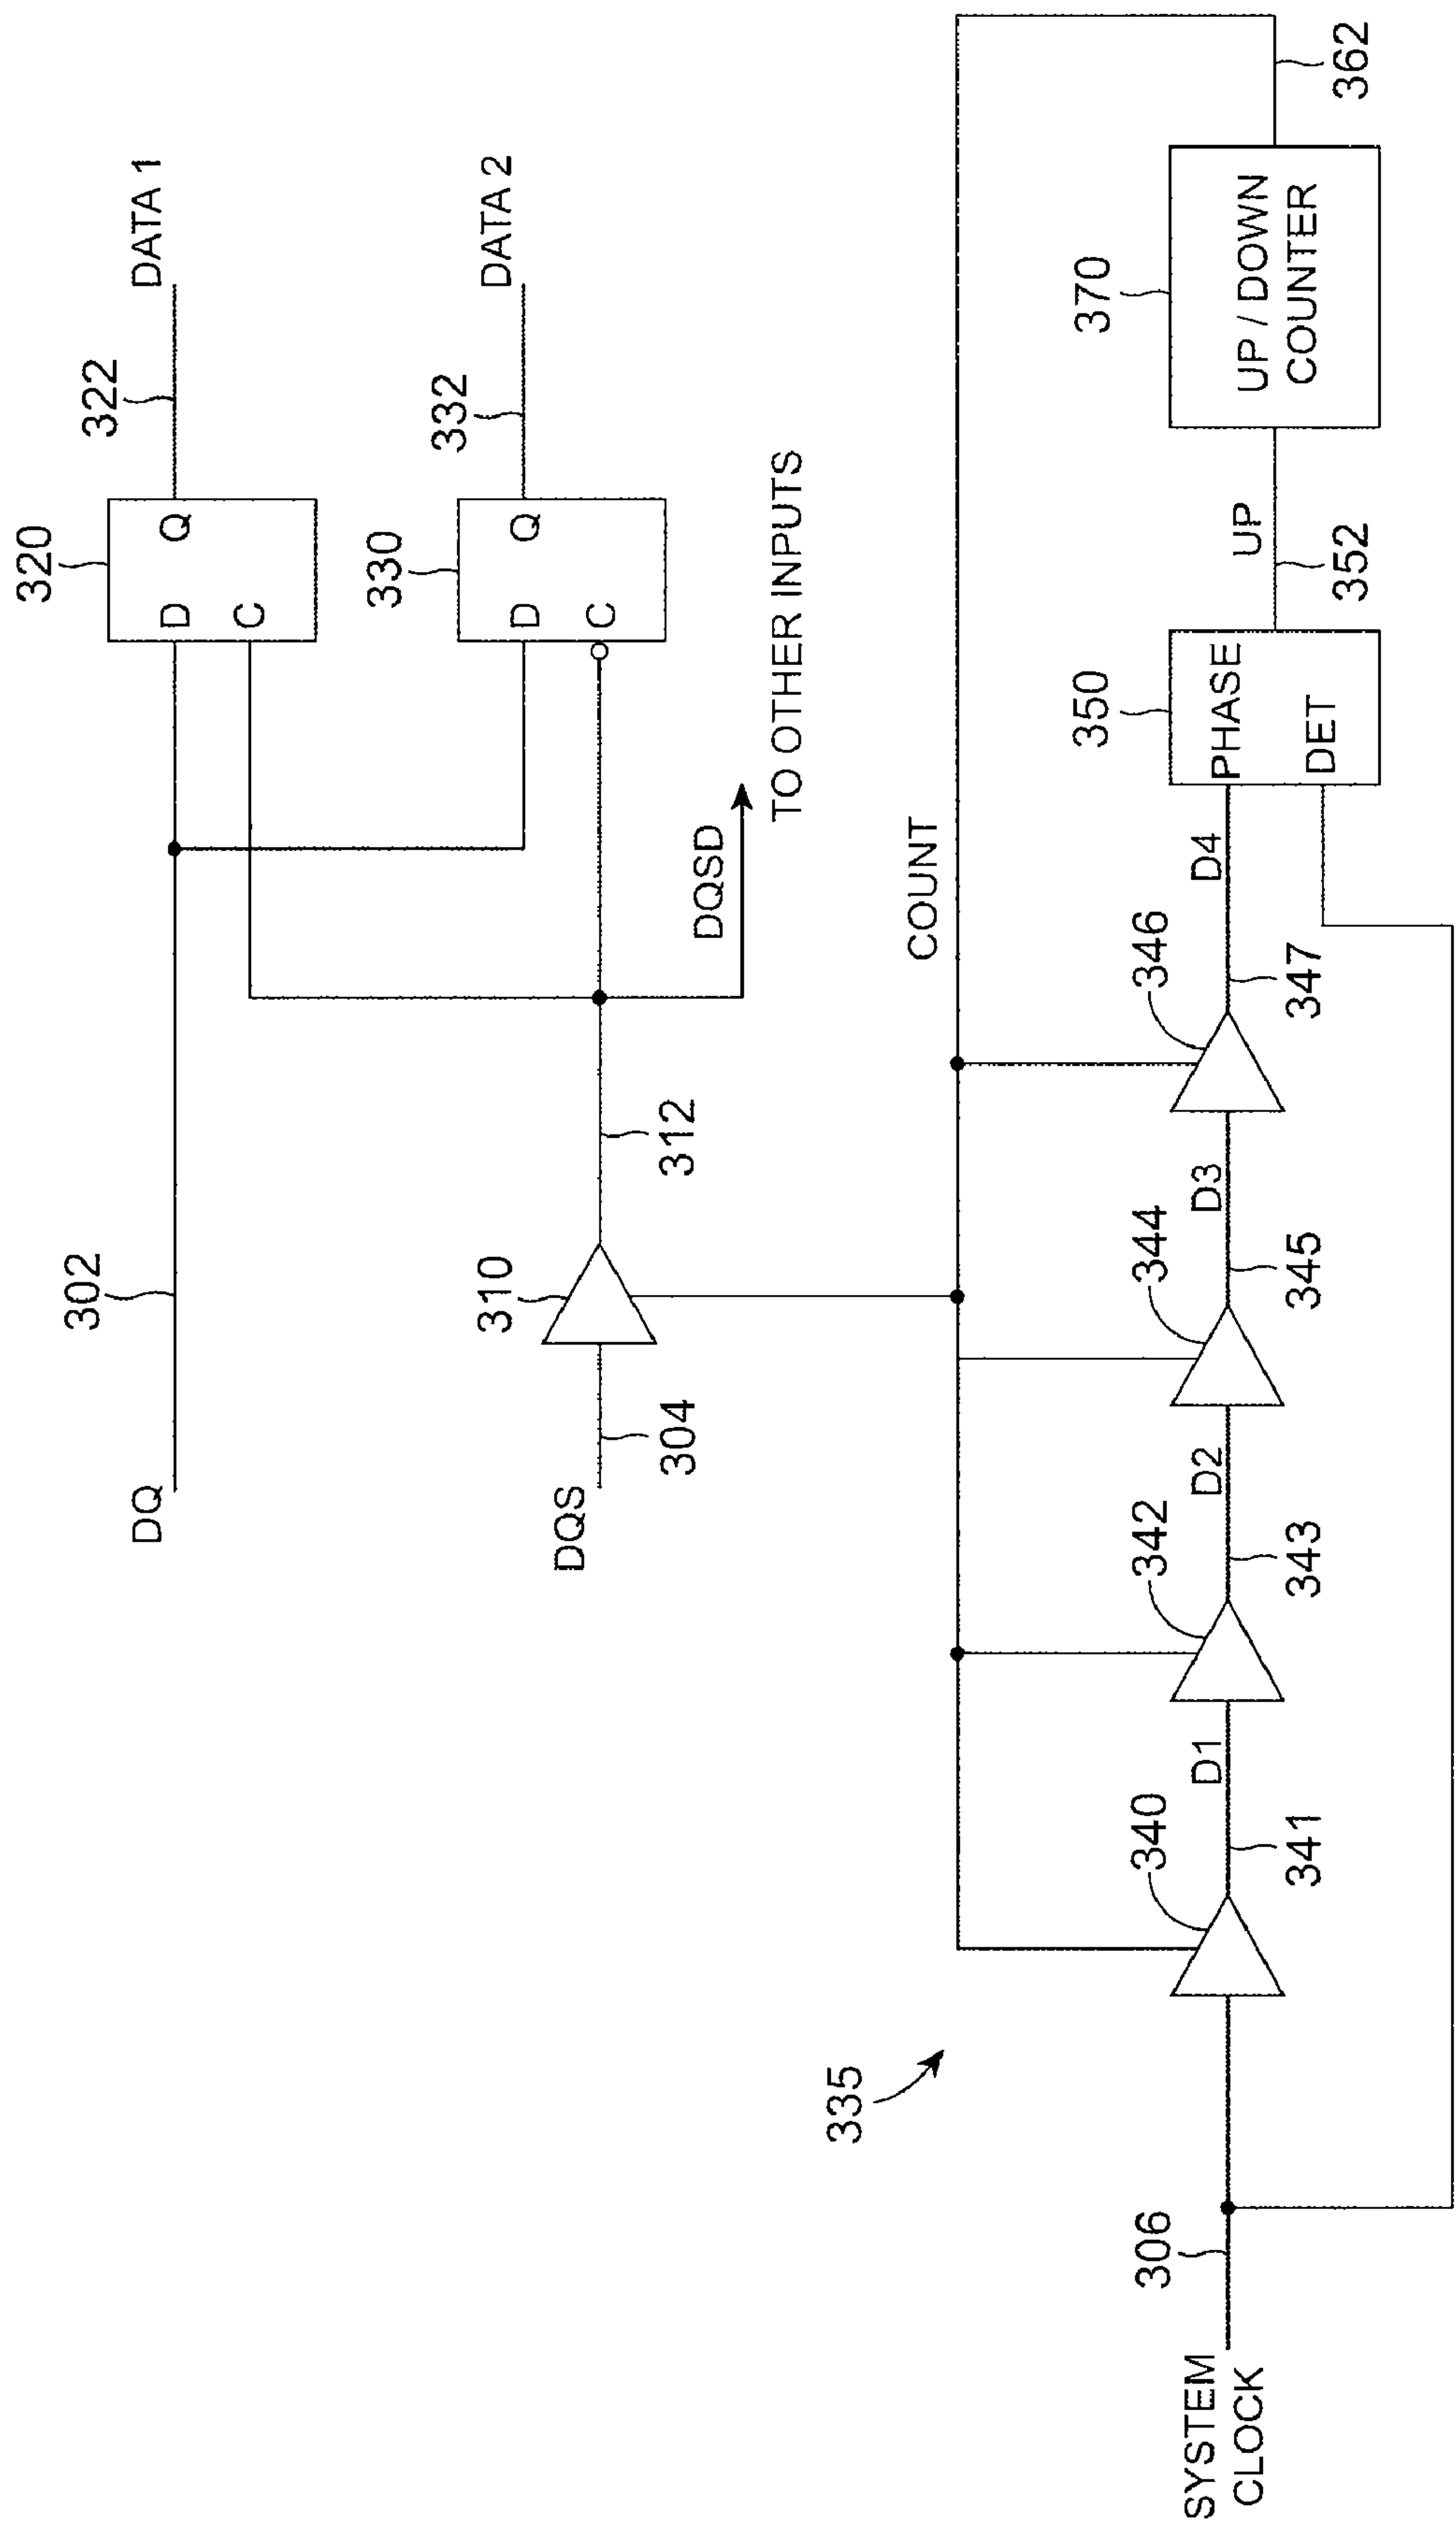 DQ
302
320
D Q
C
322
DATA 1
DQS
304
310
312
330
D Q
C
332
DATA 2
DQSD
TO OTHER INPUTS
335
COUNT
SYSTEM
CLOCK
306
340
D1
341
342
D2
343
344
D3
345
346
D4
347
350
PHASE
DET
UP
352
370
UP / DOWN
COUNTER
362